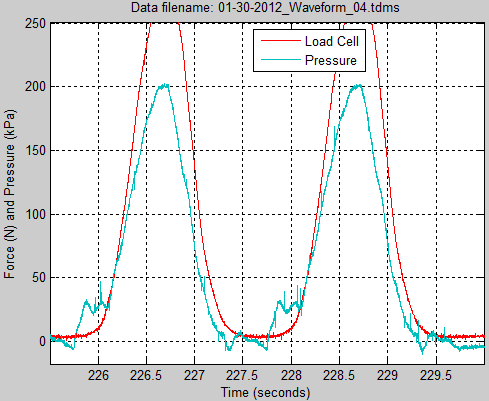 Data filename: 01-30-2012_Waveform_04.tdms
Load Cell
Pressure
250
200
150
100
50
0
Force (N) and Pressure (kPa)
226 226.5 227 227.5 228 228.5 229 229.5
Time (seconds)